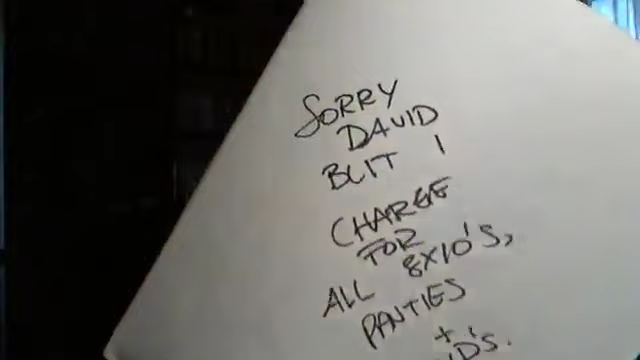 SORRY
DAVID
BUT I
CHARGE
FOR
8X10'S,
ALL
PANTIES
+